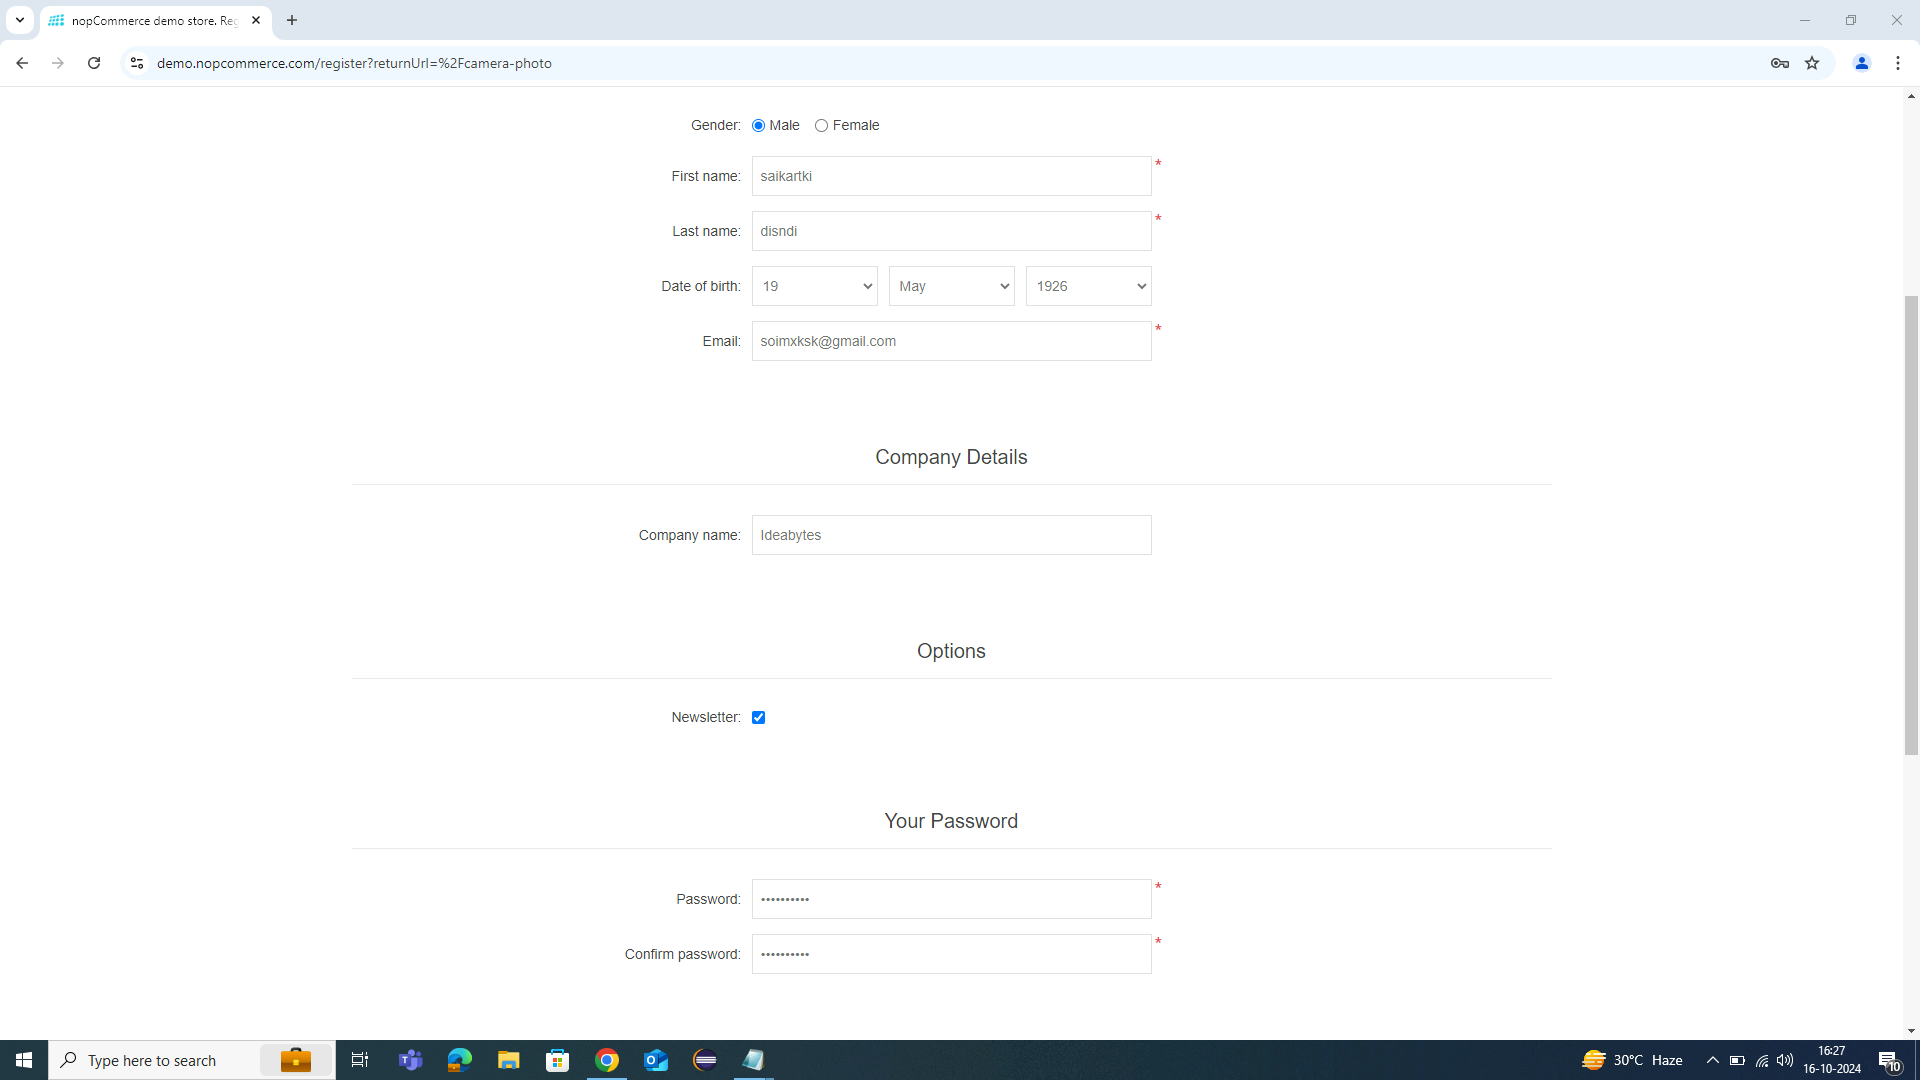 nopCommerce demo store. Reg
demo.nopcommerce.com/register?returnUrl=%2Fcamera-photo
Gender: Male Female
First name: saikartki *
Last name: disndi *
Date of birth: 19 May 1926
Email: soimxksk@gmail.com *
Company Details
Company name: Ideabytes
Options
Newsletter:
Your Password
Password: •••••••••• *
Confirm password: •••••••••• *
Type here to search
30°C Haze
16:27
16-10-2024
10